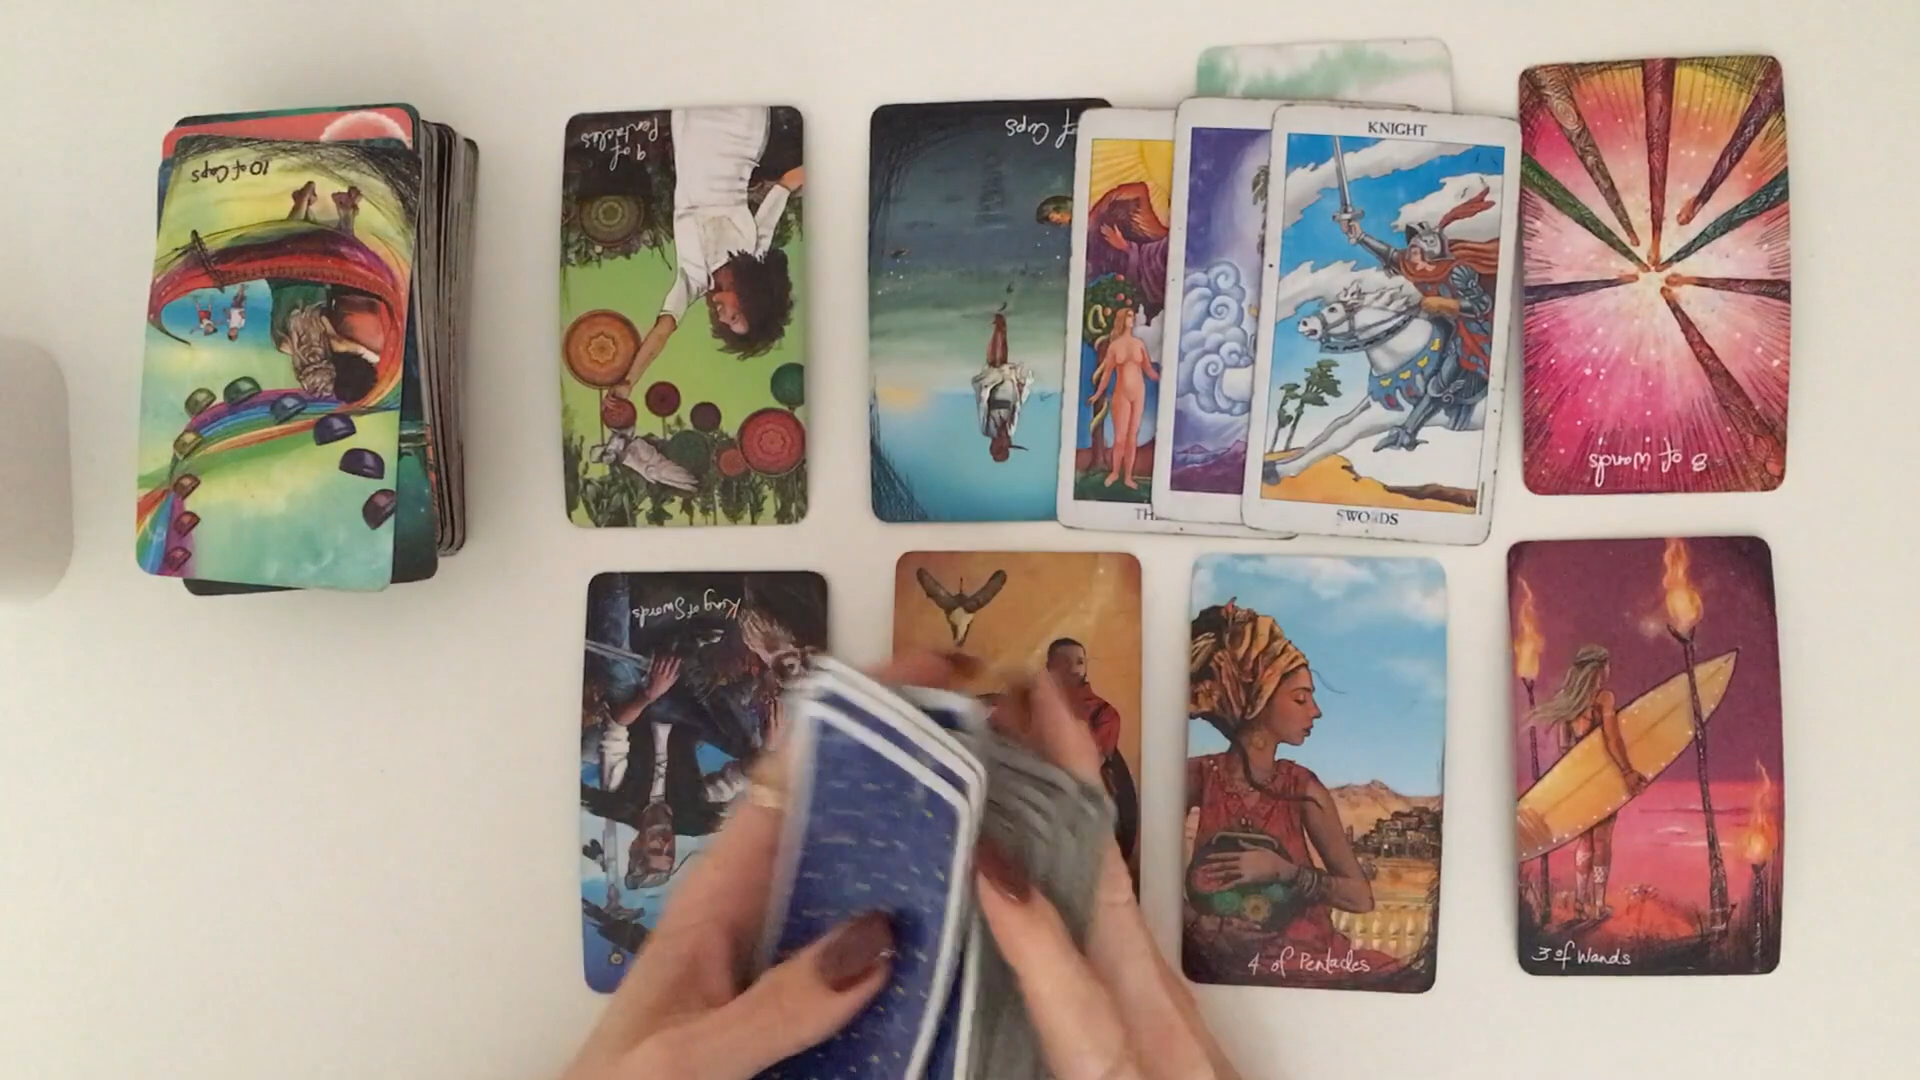 10 of Cups
9 of
Pentacles
of Cups
TH
KNIGHT
SWORDS
8 of Wands
King of Swords
4 of Pentacles
3 of Wands